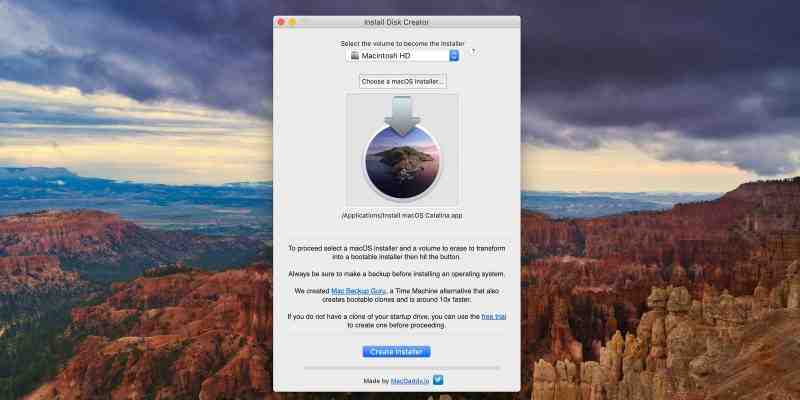 Install Disk Creator
Select the volume to become the installer
Macintosh HD
?
Choose a macOS installer...
/Applications/Install macOS Catalina.app
To proceed select a macOS installer and a volume to erase to transform
into a bootable installer then hit the button.
Always be sure to make a backup before installing an operating system.
We created Mac Backup Guru, a Time Machine alternative that also
creates bootable clones and is around 10x faster.
If you do not have a clone of your startup drive, you can use the free trial
to create one before proceeding.
Create Installer
Made by MacDaddy.io